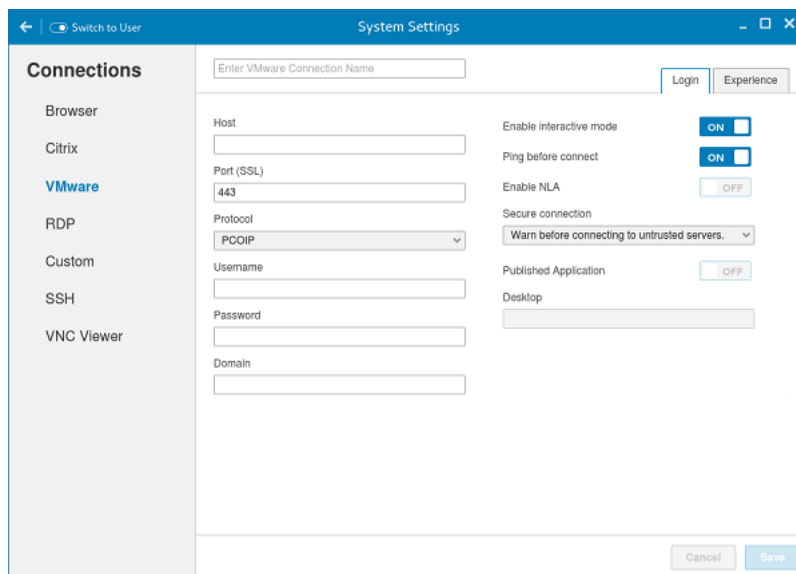 Switch to User
System Settings
Connections
Browser
Citrix
VMware
RDP
Custom
SSH
VNC Viewer
Enter VMware Connection Name
Login
Experience
Host
Port (SSL)
443
Protocol
PCOIP
Username
Password
Domain
Enable interactive mode
ON
Ping before connect
ON
Enable NLA
OFF
Secure connection
Warn before connecting to untrusted servers.
Published Application
OFF
Desktop
Cancel
Save